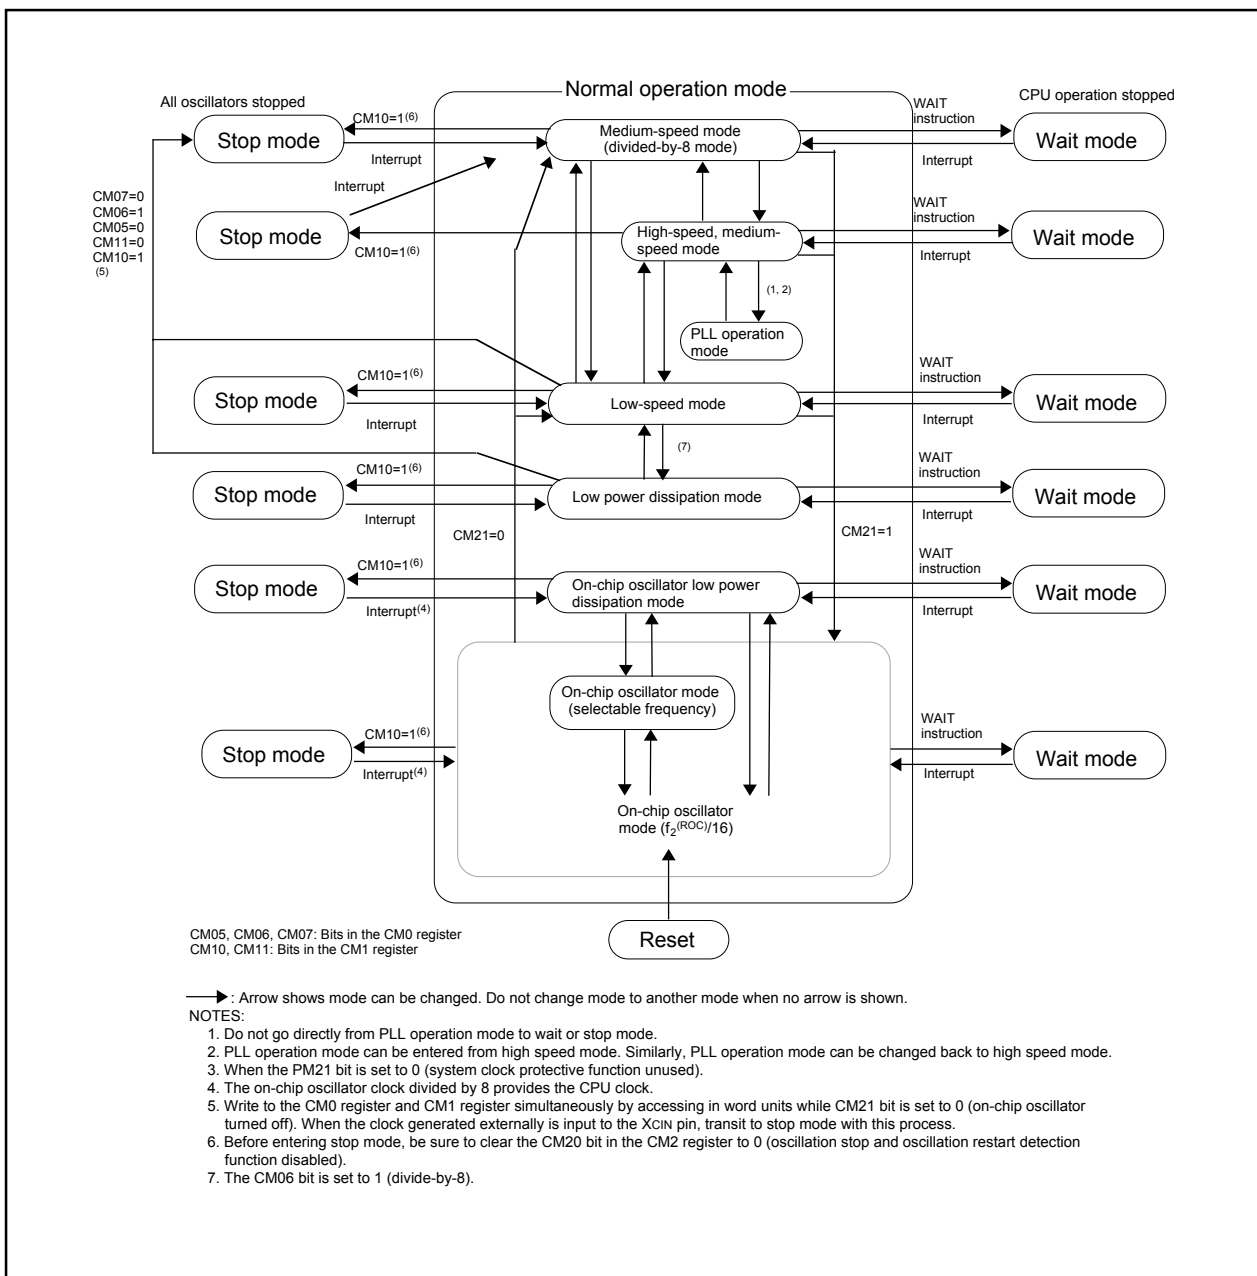 Normal operation mode
All oscillators stopped
CPU operation stopped
Stop mode
CM10=1(6)
Interrupt
Medium-speed mode
(divided-by-8 mode)
WAIT
instruction
Interrupt
Wait mode
CM07=0
CM06=1
CM05=0
CM11=0
CM10=1
(5)
Interrupt
Stop mode
CM10=1(6)
High-speed, medium-
speed mode
WAIT
instruction
Interrupt
Wait mode
(1, 2)
PLL operation
mode
Stop mode
CM10=1(6)
Interrupt
Low-speed mode
WAIT
instruction
Interrupt
Wait mode
(7)
Stop mode
CM10=1(6)
Interrupt
Low power dissipation mode
WAIT
instruction
Interrupt
Wait mode
CM21=0
CM21=1
Stop mode
CM10=1(6)
Interrupt(4)
On-chip oscillator low power
dissipation mode
WAIT
instruction
Interrupt
Wait mode
On-chip oscillator mode
(selectable frequency)
Stop mode
CM10=1(6)
Interrupt(4)
WAIT
instruction
Interrupt
Wait mode
On-chip oscillator
mode (f2(ROC)/16)
Reset
CM05, CM06, CM07: Bits in the CM0 register
CM10, CM11: Bits in the CM1 register
: Arrow shows mode can be changed. Do not change mode to another mode when no arrow is shown.
NOTES:
1. Do not go directly from PLL operation mode to wait or stop mode.
2. PLL operation mode can be entered from high speed mode. Similarly, PLL operation mode can be changed back to high speed mode.
3. When the PM21 bit is set to 0 (system clock protective function unused).
4. The on-chip oscillator clock divided by 8 provides the CPU clock.
5. Write to the CM0 register and CM1 register simultaneously by accessing in word units while CM21 bit is set to 0 (on-chip oscillator
turned off). When the clock generated externally is input to the XCIN pin, transit to stop mode with this process.
6. Before entering stop mode, be sure to clear the CM20 bit in the CM2 register to 0 (oscillation stop and oscillation restart detection
function disabled).
7. The CM06 bit is set to 1 (divide-by-8).